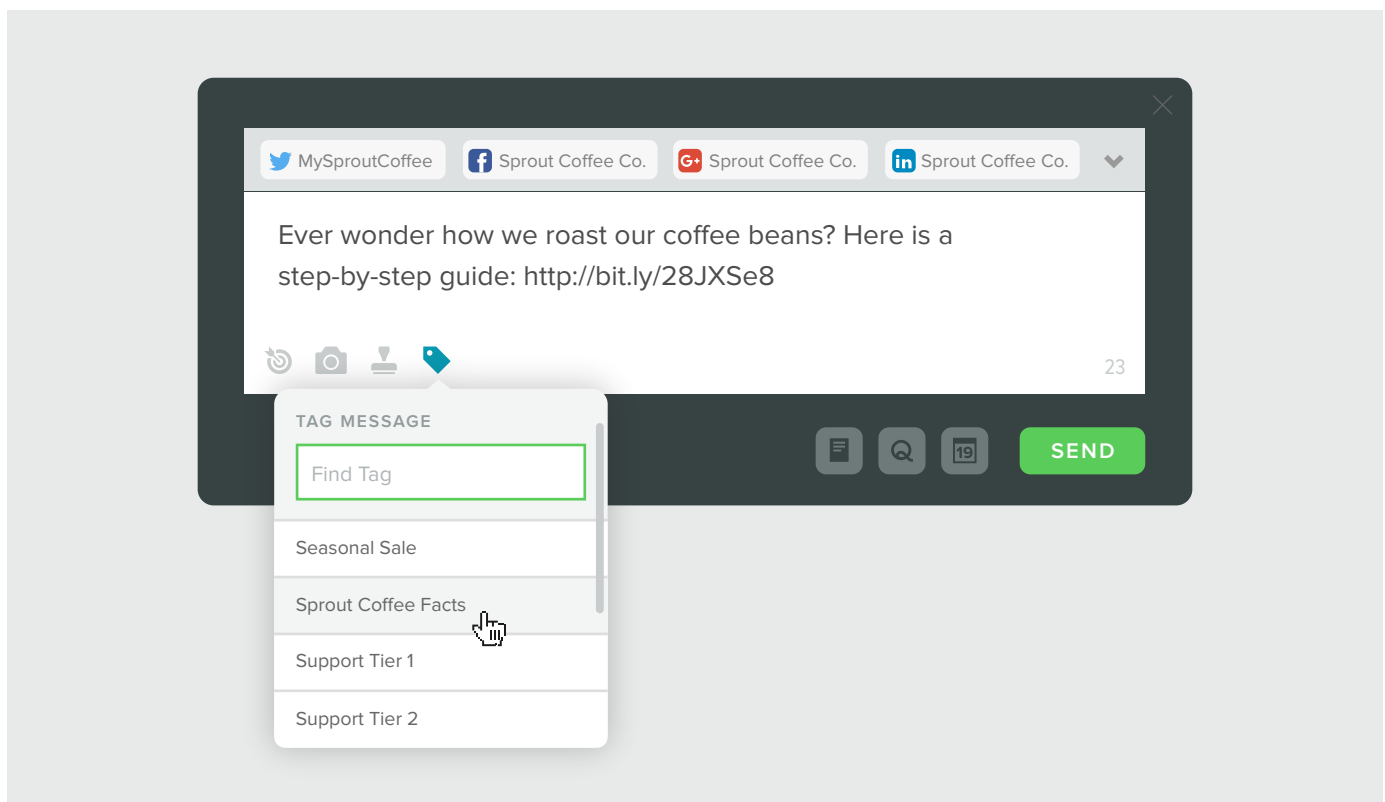 MySproutCoffee
Sprout Coffee Co.
G+ Sprout Coffee Co.
in Sprout Coffee Co.
Ever wonder how we roast our coffee beans? Here is a
step-by-step guide: http://bit.ly/28JXSe8
23
TAG MESSAGE
Find Tag
19
SEND
Seasonal Sale
Sprout Coffee Facts
Support Tier 1
Support Tier 2